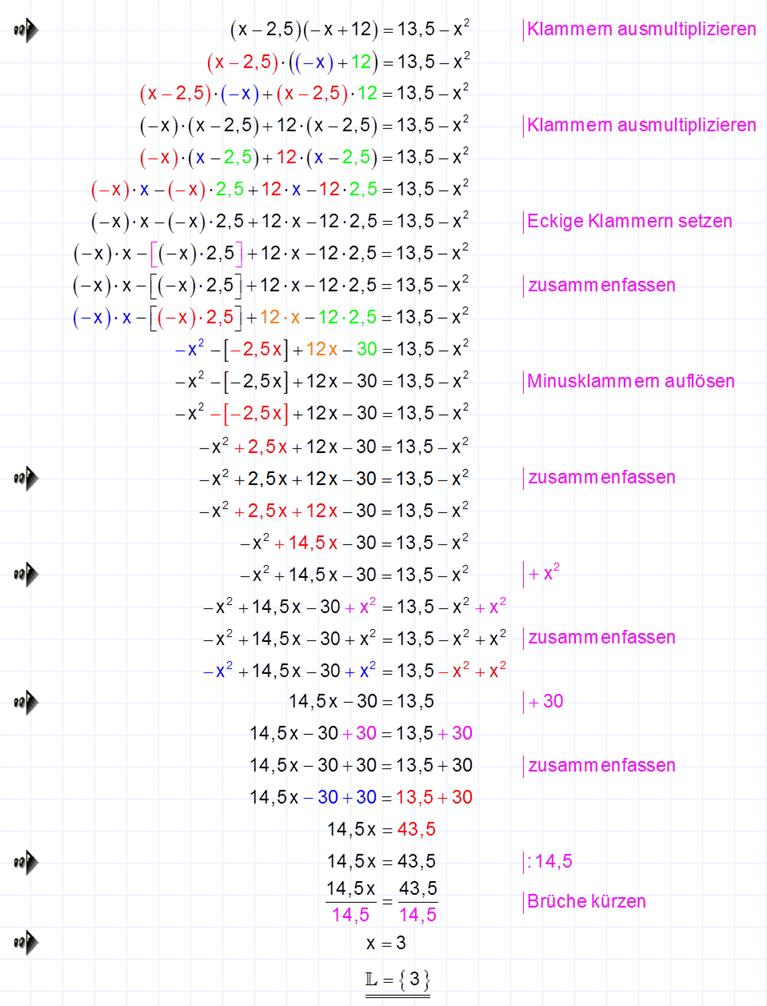 (x − 2,5)(−x + 12) = 13,5 − x² |Klammern ausmultiplizieren
(x − 2,5)·((−x) + 12) = 13,5 − x²
(x − 2,5)·(−x) + (x − 2,5)·12 = 13,5 − x²
(−x)·(x − 2,5) + 12·(x − 2,5) = 13,5 − x² |Klammern ausmultiplizieren
(−x)·(x − 2,5) + 12·(x − 2,5) = 13,5 − x²
(−x)·x − (−x)·2,5 + 12·x − 12·2,5 = 13,5 − x²
(−x)·x − (−x)·2,5 + 12·x − 12·2,5 = 13,5 − x² |Eckige Klammern setzen
(−x)·x − [(−x)·2,5] + 12·x − 12·2,5 = 13,5 − x²
(−x)·x − [(−x)·2,5] + 12·x − 12·2,5 = 13,5 − x² |zusammenfassen
(−x)·x − [(−x)·2,5] + 12·x − 12·2,5 = 13,5 − x²
−x² − [−2,5x] + 12x − 30 = 13,5 − x²
−x² − [−2,5x] + 12x − 30 = 13,5 − x² |Minusklammern auflösen
−x² − [−2,5x] + 12x − 30 = 13,5 − x²
−x² + 2,5x + 12x − 30 = 13,5 − x²
−x² + 2,5x + 12x − 30 = 13,5 − x² |zusammenfassen
−x² + 2,5x + 12x − 30 = 13,5 − x²
−x² + 14,5x − 30 = 13,5 − x²
−x² + 14,5x − 30 = 13,5 − x² |+ x²
−x² + 14,5x − 30 + x² = 13,5 − x² + x²
−x² + 14,5x − 30 + x² = 13,5 − x² + x² |zusammenfassen
−x² + 14,5x − 30 + x² = 13,5 − x² + x²
14,5x − 30 = 13,5 |+ 30
14,5x − 30 + 30 = 13,5 + 30
14,5x − 30 + 30 = 13,5 + 30 |zusammenfassen
14,5x − 30 + 30 = 13,5 + 30
14,5x = 43,5
14,5x = 43,5 |: 14,5
14,5x/14,5 = 43,5/14,5 |Brüche kürzen
x = 3
𝕃 = {3}